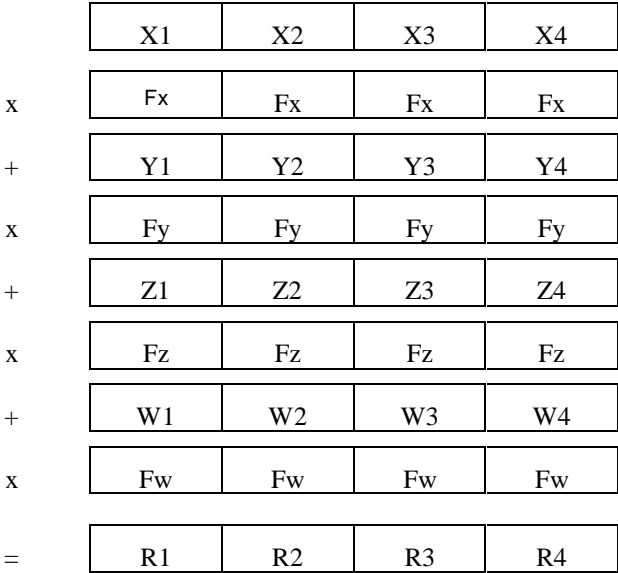 X1 X2 X3 X4
x Fx Fx Fx Fx
+ Y1 Y2 Y3 Y4
x Fy Fy Fy Fy
+ Z1 Z2 Z3 Z4
x Fz Fz Fz Fz
+ W1 W2 W3 W4
x Fw Fw Fw Fw
= R1 R2 R3 R4